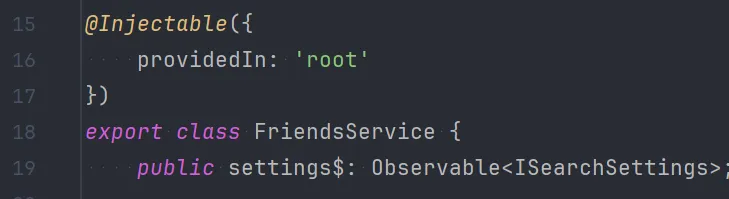 15 @Injectable({
16     providedIn: 'root'
17 })
18 export class FriendsService {
19     public settings$: Observable<ISearchSettings>;